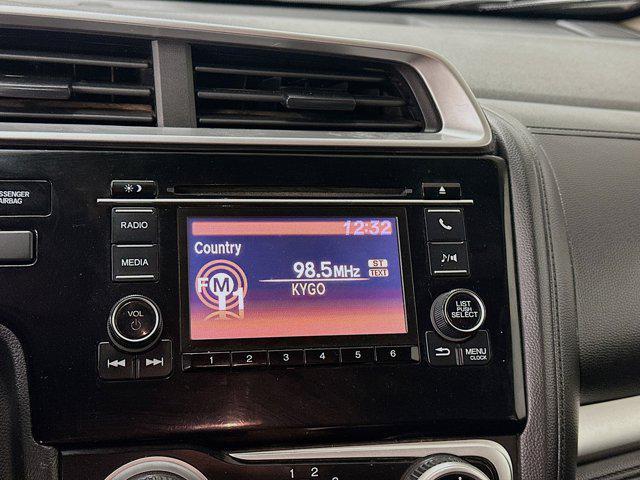 PASSENGER
AIRBAG
RADIO
MEDIA
VOL
12:32
Country
98.5MHz
ST
TEXT
FM1
KYGO
LIST
PUSH
SELECT
MENU
CLOCK
1 2 3 4 5 6
1 2